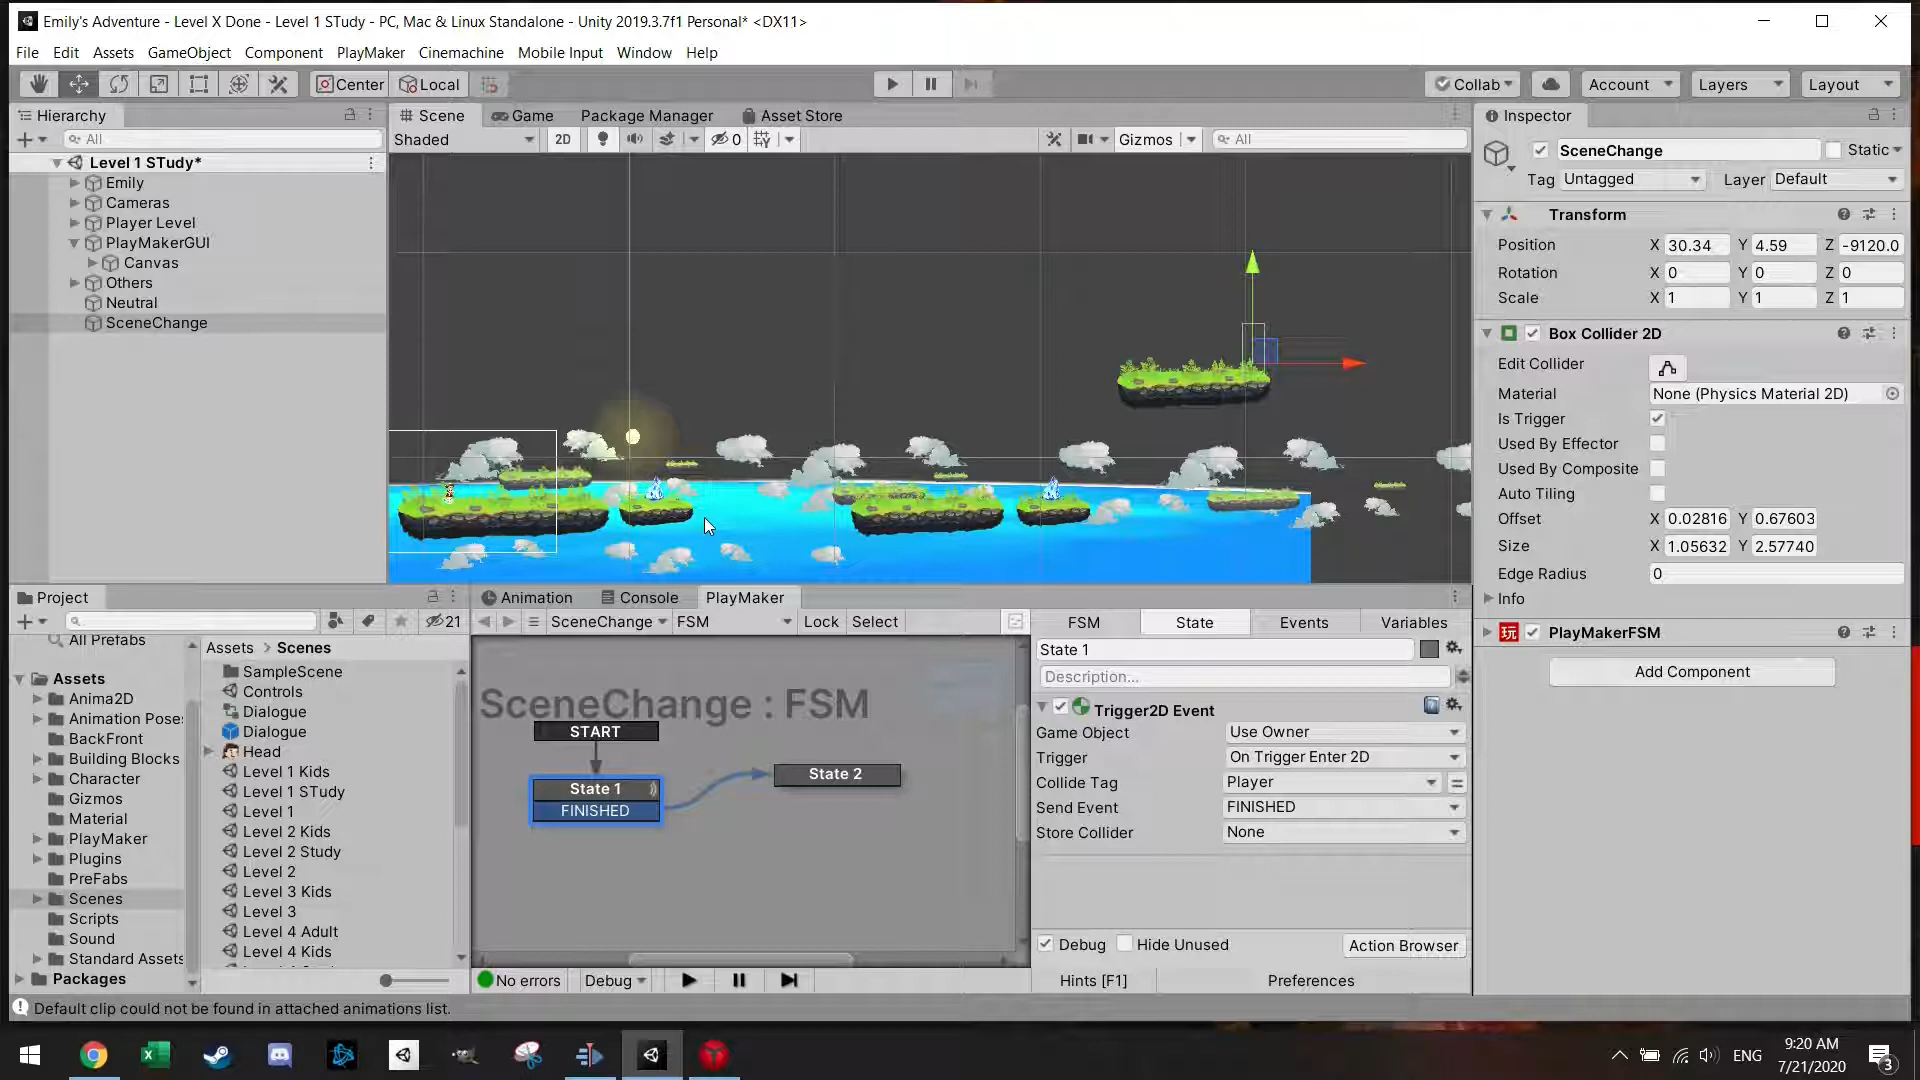 Emily's Adventure - Level X Done - Level 1 STudy - PC, Mac & Linux Standalone - Unity 2019.3.7f1 Personal* <DX11>
File Edit Assets GameObject Component PlayMaker Cinemachine Mobile Input Window Help
Center Local Collab Account Layers Layout
Hierarchy
All
Level 1 STudy*
Emily
Cameras
Player Level
PlayMakerGUI
Canvas
Others
Neutral
SceneChange
Scene Game Package Manager Asset Store
Shaded 2D 0 Gizmos All
Inspector
SceneChange Static
Tag Untagged Layer Default
Transform
Position X 30.34 Y 4.59 Z -9120.0
Rotation X 0 Y 0 Z 0
Scale X 1 Y 1 Z 1
Box Collider 2D
Edit Collider
Material None (Physics Material 2D)
Is Trigger
Used By Effector
Used By Composite
Auto Tiling
Offset X 0.02816 Y 0.67603
Size X 1.05632 Y 2.57740
Edge Radius 0
Info
玩 PlayMakerFSM
Add Component
Project
21
All Prefabs
Assets
Anima2D
Animation Pose
BackFront
Building Blocks
Character
Gizmos
Material
PlayMaker
Plugins
PreFabs
Scenes
Scripts
Sound
Standard Assets
Packages
Assets > Scenes
SampleScene
Controls
Dialogue
Dialogue
Head
Level 1 Kids
Level 1 STudy
Level 1
Level 2 Kids
Level 2 Study
Level 2
Level 3 Kids
Level 3
Level 4 Adult
Level 4 Kids
Animation Console PlayMaker
SceneChange FSM Lock Select
SceneChange : FSM
START
State 1
FINISHED
State 2
No errors Debug
FSM State Events Variables
State 1
Description...
Trigger2D Event
Game Object Use Owner
Trigger On Trigger Enter 2D
Collide Tag Player
Send Event FINISHED
Store Collider None
Debug Hide Unused Action Browser
Hints [F1] Preferences
Default clip could not be found in attached animations list.
ENG
9:20 AM
7/21/2020
3